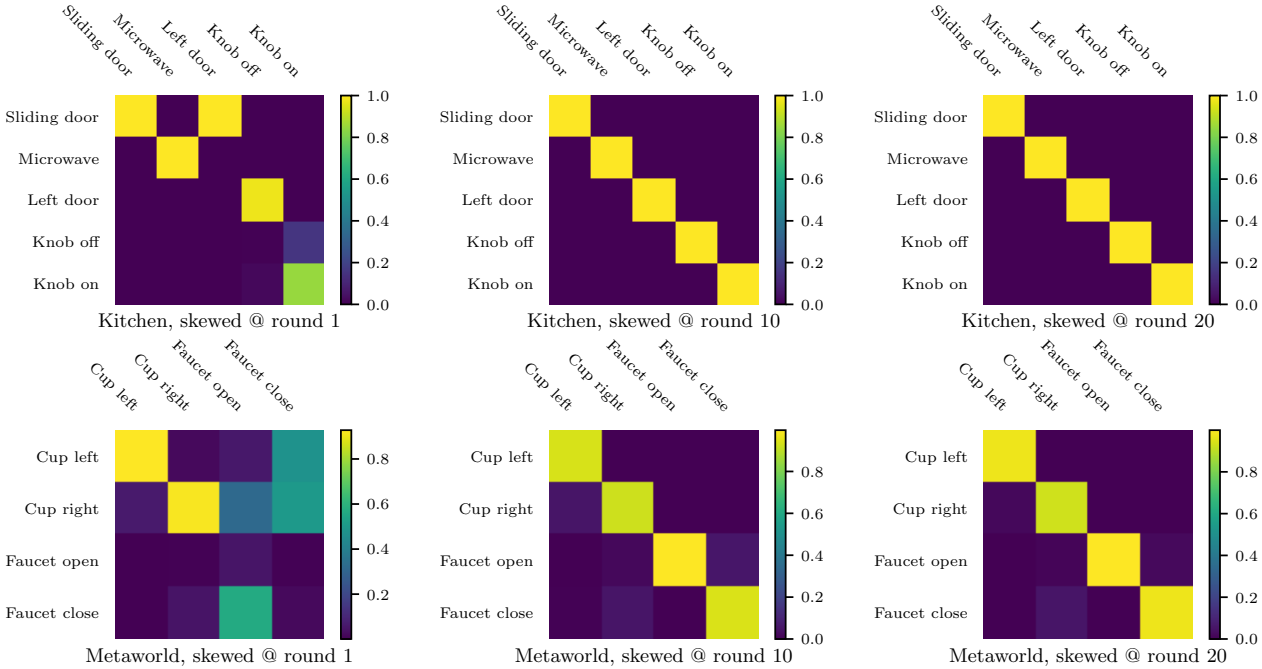 Sliding door
Microwave
Left door
Knob off
Knob on
Sliding door
Microwave
Left door
Knob off
Knob on
1.0
0.8
0.6
0.4
0.2
0.0
Kitchen, skewed @ round 1
Sliding door
Microwave
Left door
Knob off
Knob on
Sliding door
Microwave
Left door
Knob off
Knob on
1.0
0.8
0.6
0.4
0.2
0.0
Kitchen, skewed @ round 10
Sliding door
Microwave
Left door
Knob off
Knob on
Sliding door
Microwave
Left door
Knob off
Knob on
1.0
0.8
0.6
0.4
0.2
0.0
Kitchen, skewed @ round 20
Cup left
Cup right
Faucet open
Faucet close
Cup left
Cup right
Faucet open
Faucet close
0.8
0.6
0.4
0.2
Metaworld, skewed @ round 1
Cup left
Cup right
Faucet open
Faucet close
Cup left
Cup right
Faucet open
Faucet close
0.8
0.6
0.4
0.2
0.0
Metaworld, skewed @ round 10
Cup left
Cup right
Faucet open
Faucet close
Cup left
Cup right
Faucet open
Faucet close
0.8
0.6
0.4
0.2
0.0
Metaworld, skewed @ round 20